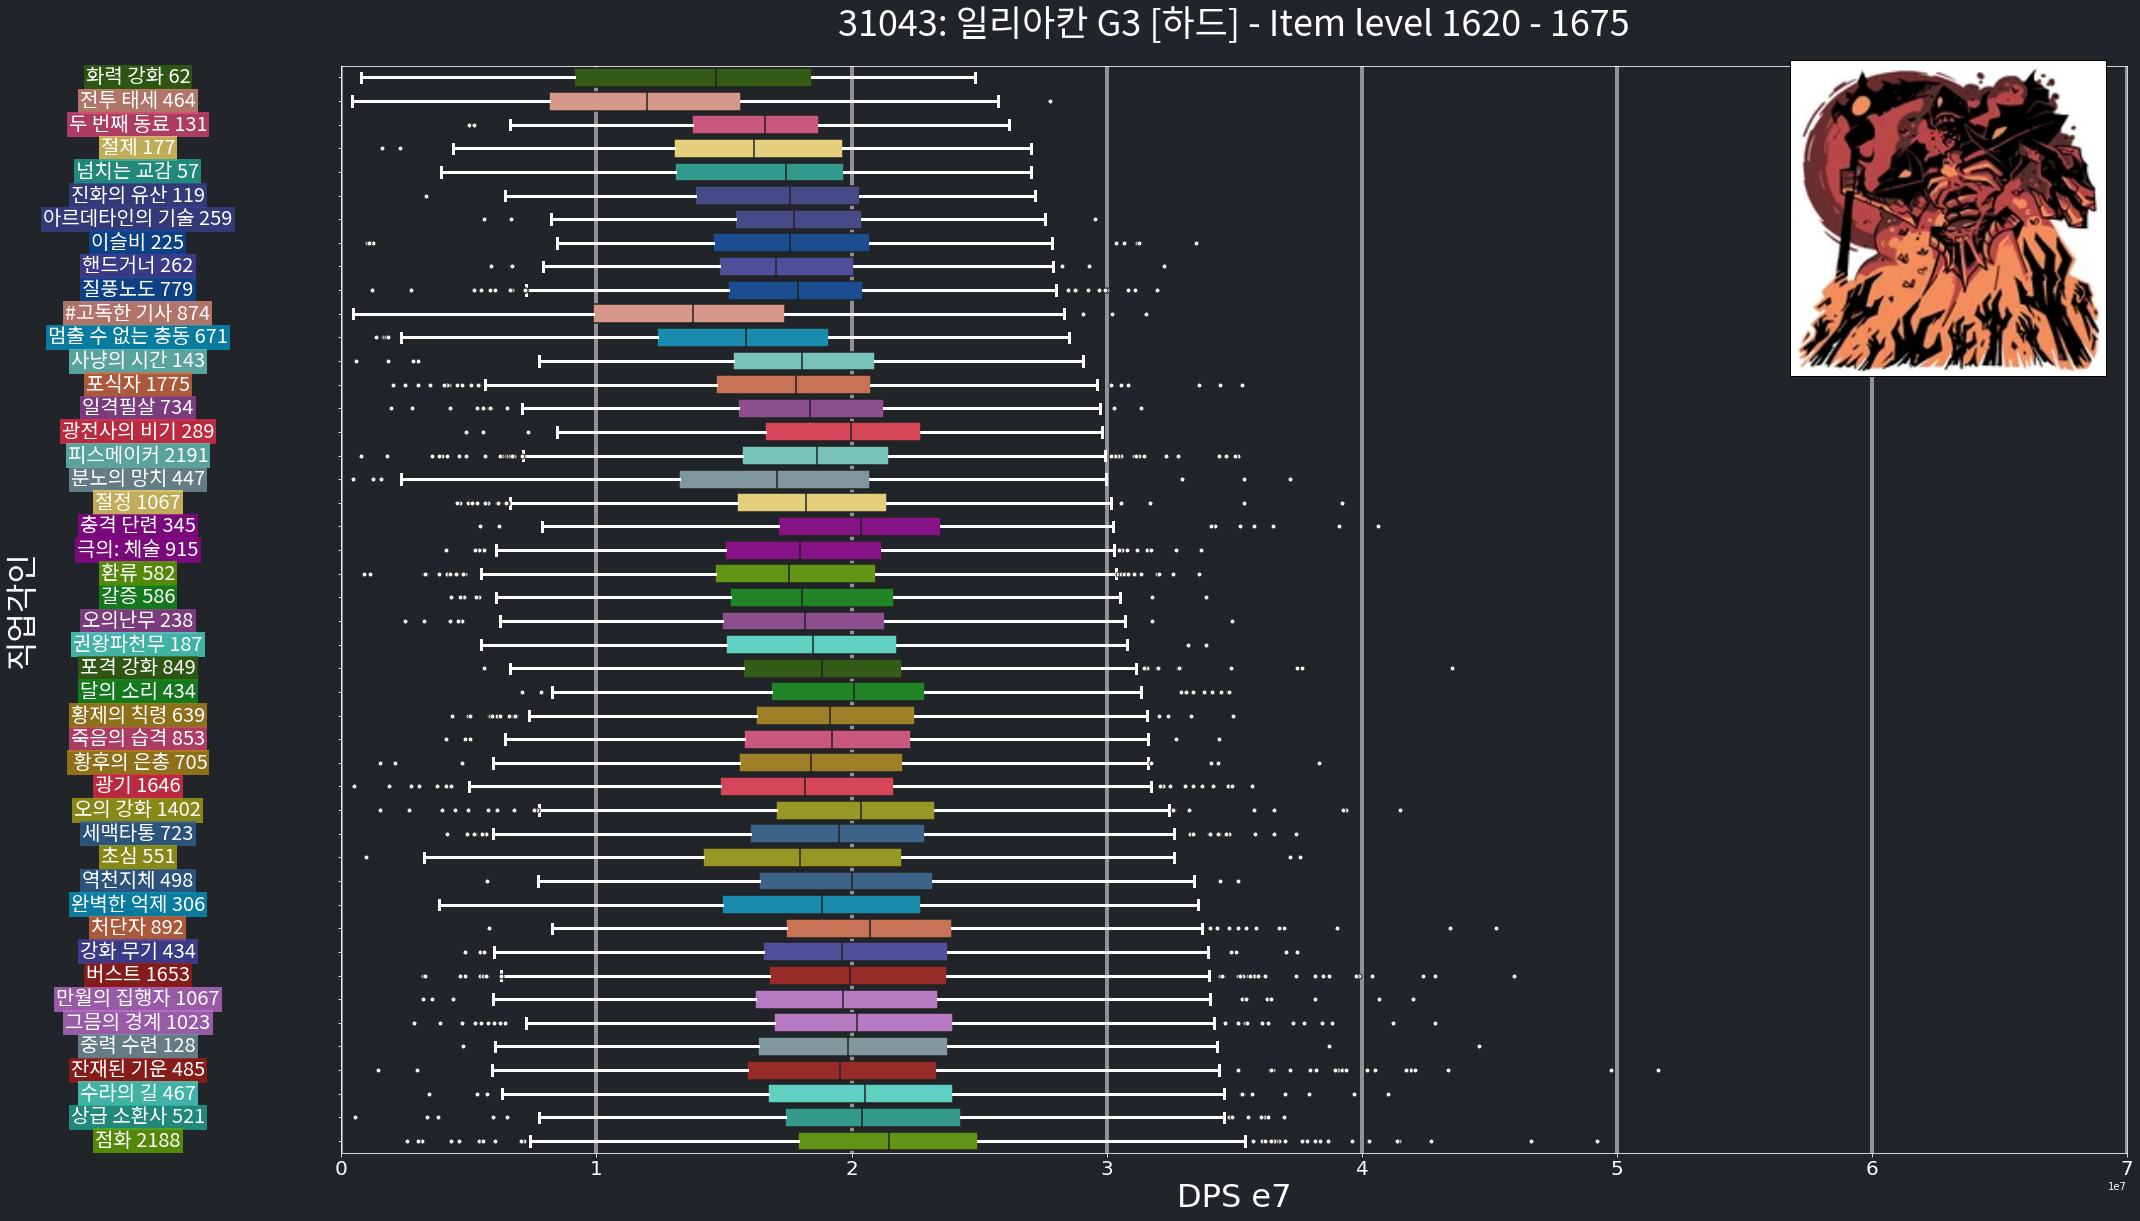 31043: 일리아칸 G3 [하드] - Item level 1620 - 1675
직업각인
화력 강화 62
전투 태세 464
두 번째 동료 131
절제 177
넘치는 교감 57
진화의 유산 119
아르데타인의 기술 259
이슬비 225
핸드거너 262
질풍노도 779
#고독한 기사 874
멈출 수 없는 충동 671
사냥의 시간 143
포식자 1775
일격필살 734
광전사의 비기 289
피스메이커 2191
분노의 망치 447
절정 1067
충격 단련 345
극의: 체술 915
환류 582
갈증 586
오의난무 238
권왕파천무 187
포격 강화 849
달의 소리 434
황제의 칙령 639
죽음의 습격 853
황후의 은총 705
광기 1646
오의 강화 1402
세맥타통 723
초심 551
역천지체 498
완벽한 억제 306
처단자 892
강화 무기 434
버스트 1653
만월의 집행자 1067
그믐의 경계 1023
중력 수련 128
잔재된 기운 485
수라의 길 467
상급 소환사 521
점화 2188
0 1 2 3 4 5 6 7
1e7
DPS e7